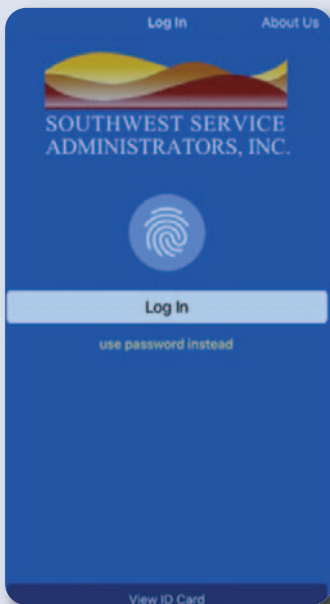 Log In
About Us
SOUTHWEST SERVICE
ADMINISTRATORS, INC.
Log In
use password instead
View ID Card